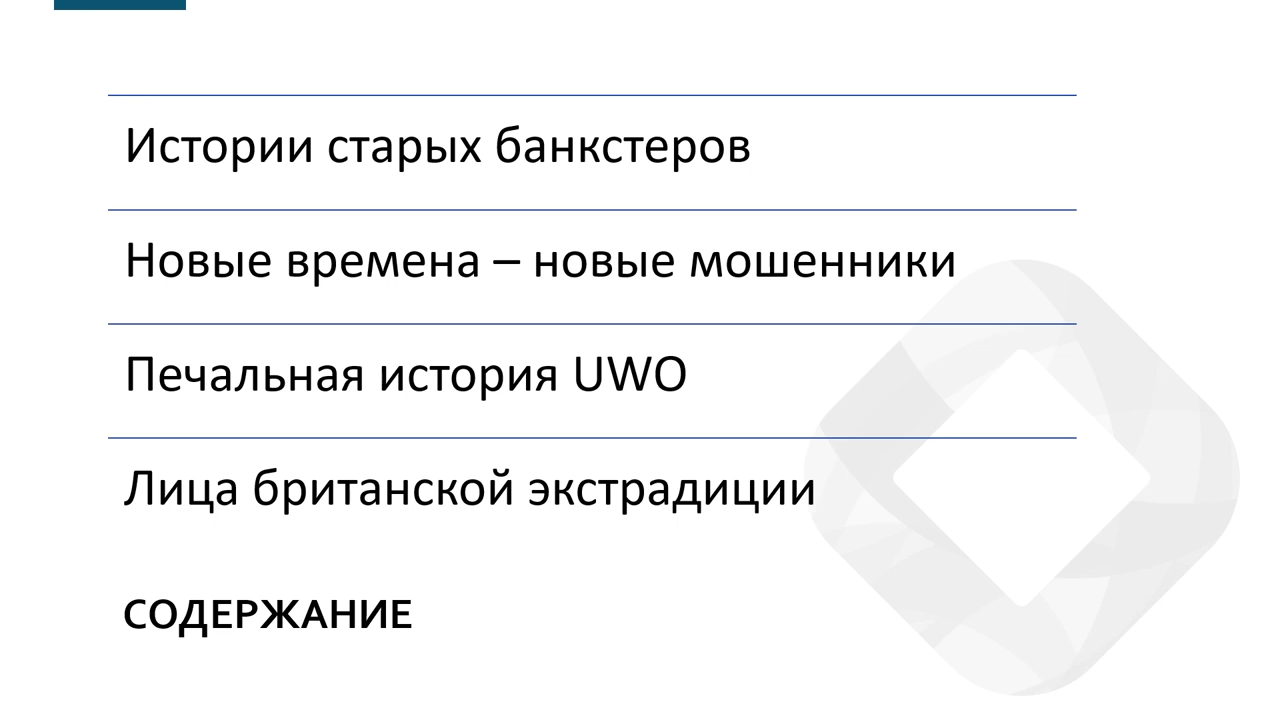 Истории старых банкстеров
Новые времена – новые мошенники
Печальная история UWO
Лица британской экстрадиции
СОДЕРЖАНИЕ